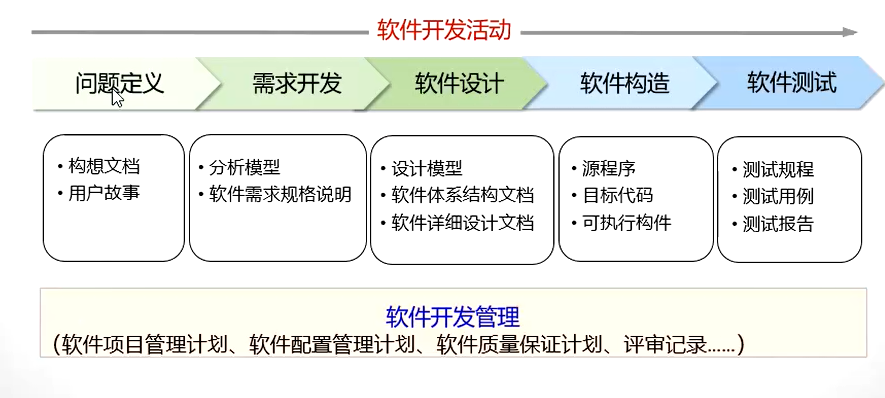 软件开发活动
问题定义
需求开发
软件设计
软件构造
软件测试
• 构想文档
• 用户故事
• 分析模型
• 软件需求规格说明
• 设计模型
• 软件体系结构文档
• 软件详细设计文档
• 源程序
• 目标代码
• 可执行构件
• 测试规程
• 测试用例
• 测试报告
软件开发管理
（软件项目管理计划、软件配置管理计划、软件质量保证计划、评审记录……）